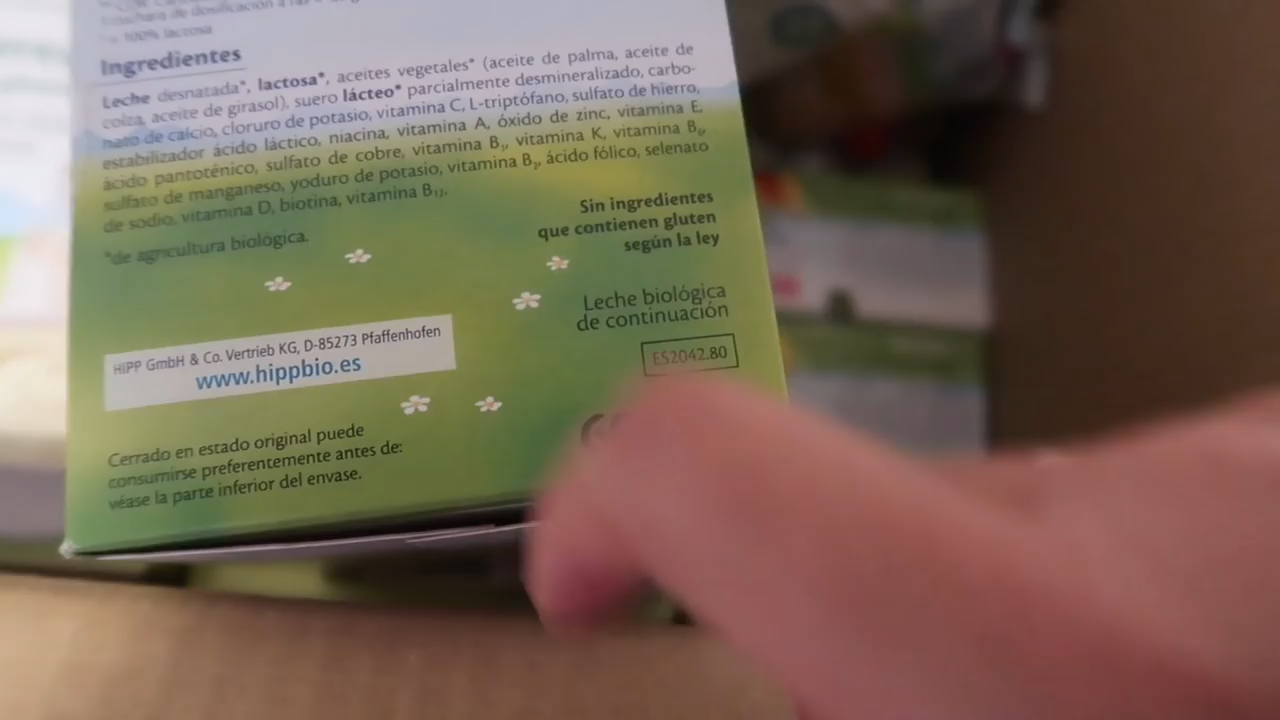 cuchara de dosificación
100% lactosa
Ingredientes
Leche desnatada*, lactosa*, aceites vegetales* (aceite de palma, aceite de
colza, aceite de girasol), suero lácteo* parcialmente desmineralizado, carbo-
nato de calcio, cloruro de potasio, vitamina C, L-triptófano, sulfato de hierro,
estabilizador ácido láctico, niacina, vitamina A, óxido de zinc, vitamina E,
ácido pantoténico, sulfato de cobre, vitamina B₁, vitamina K, vitamina B₆,
sulfato de manganeso, yoduro de potasio, vitamina B₂, ácido fólico, selenato
de sodio, vitamina D, biotina, vitamina B₁₂.
*de agricultura biológica.
Sin ingredientes
que contienen gluten
según la ley
Leche biológica
de continuación
ES2042.80
HiPP GmbH & Co. Vertrieb KG, D-85273 Pfaffenhofen
www.hippbio.es
Cerrado en estado original puede
consumirse preferentemente antes de:
véase la parte inferior del envase.